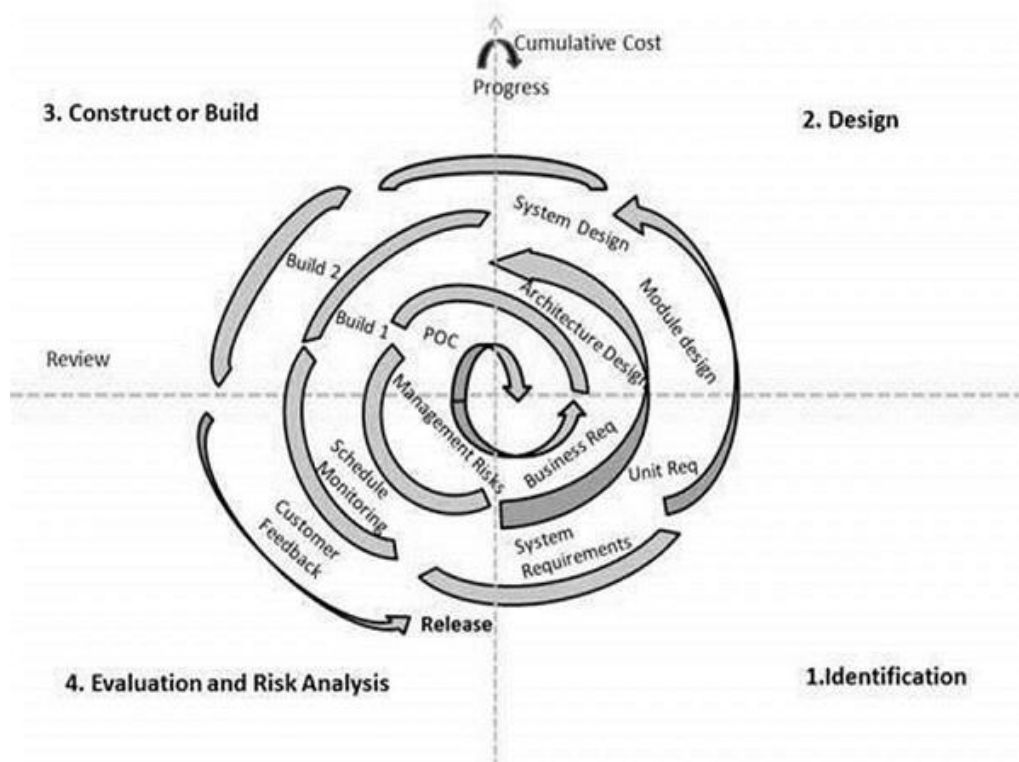 Cumulative Cost
Progress
3. Construct or Build
2. Design
System Design
Build 2
Module design
Architecture Design
Build 1
POC
Review
Management Risks
Business Req
Schedule
Monitoring
Unit Req
Customer
Feedback
System
Requirements
Release
4. Evaluation and Risk Analysis
1.Identification